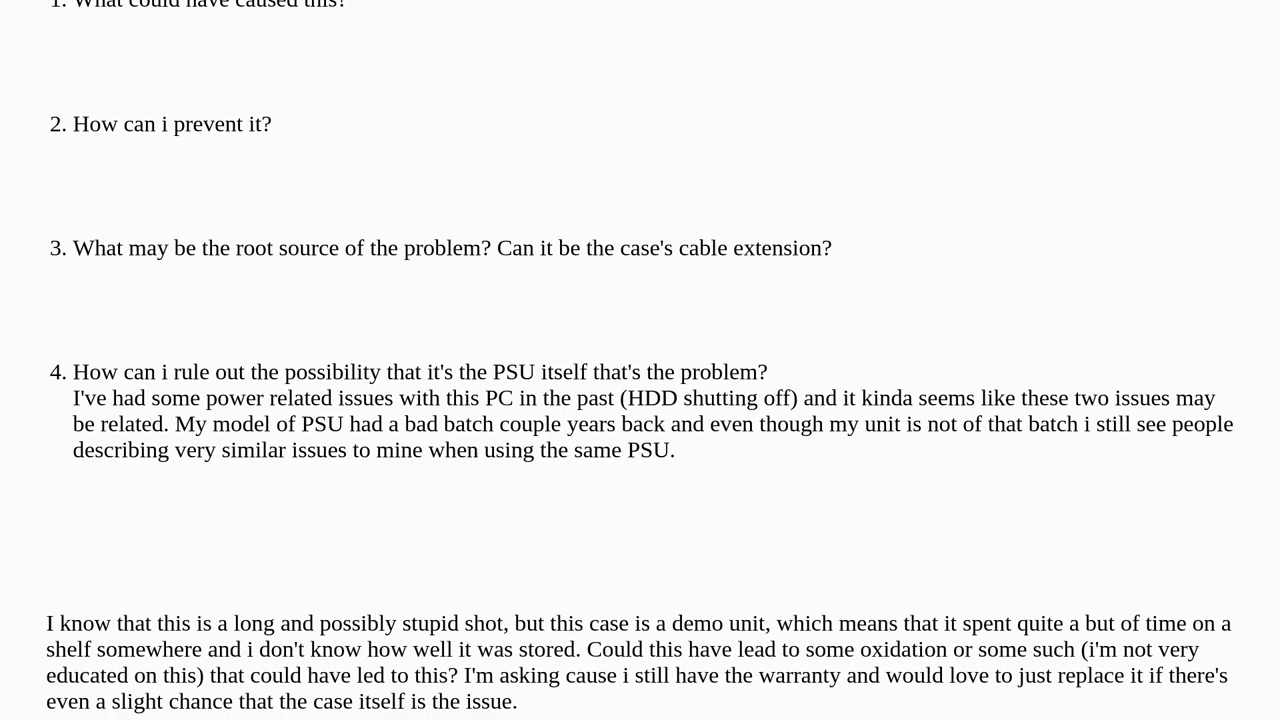 1. What could have caused this?
2. How can i prevent it?
3. What may be the root source of the problem? Can it be the case's cable extension?
4. How can i rule out the possibility that it's the PSU itself that's the problem?
I've had some power related issues with this PC in the past (HDD shutting off) and it kinda seems like these two issues may
be related. My model of PSU had a bad batch couple years back and even though my unit is not of that batch i still see people
describing very similar issues to mine when using the same PSU.
I know that this is a long and possibly stupid shot, but this case is a demo unit, which means that it spent quite a but of time on a
shelf somewhere and i don't know how well it was stored. Could this have lead to some oxidation or some such (i'm not very
educated on this) that could have led to this? I'm asking cause i still have the warranty and would love to just replace it if there's
even a slight chance that the case itself is the issue.